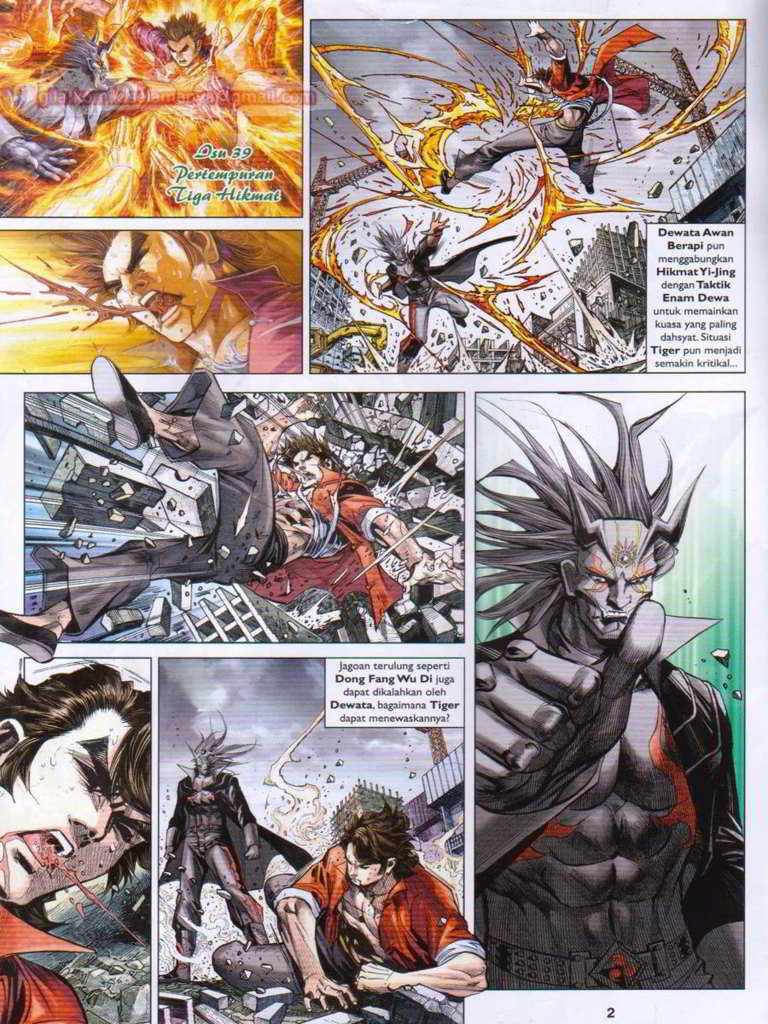 Isu 39
Pertempuran
Tiga Hikmat
Dewata Awan
Berapi pun
menggabungkan
Hikmat Yi-Jing
dengan Taktik
Enam Dewa
untuk memainkan
kuasa yang paling
dahsyat. Situasi
Tiger pun menjadi
semakin kritikal...
Jagoan terulung seperti
Dong Fang Wu Di juga
dapat dikalahkan oleh
Dewata, bagaimana Tiger
dapat menewaskannya?
2